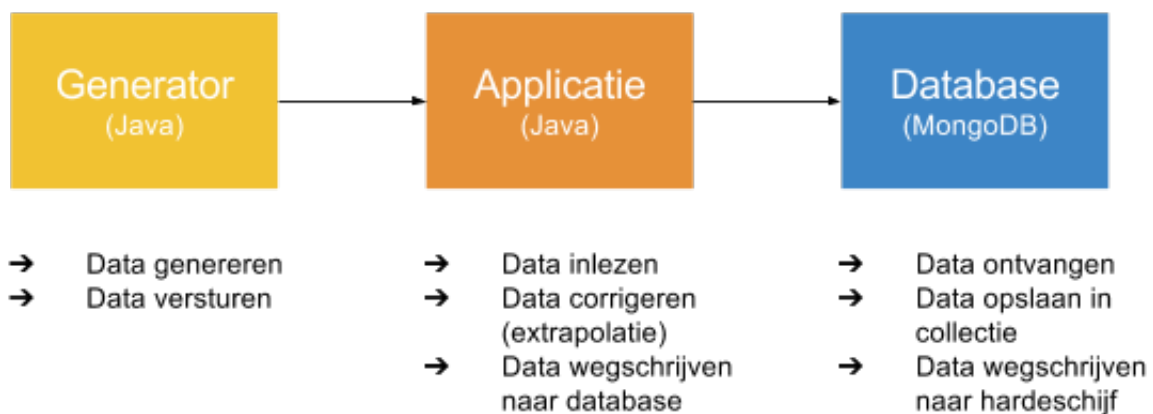 Generator
(Java)
Applicatie
(Java)
Database
(MongoDB)
➔ Data genereren
➔ Data versturen
➔ Data inlezen
➔ Data corrigeren
(extrapolatie)
➔ Data wegschrijven
naar database
➔ Data ontvangen
➔ Data opslaan in
collectie
➔ Data wegschrijven
naar hardeschijf